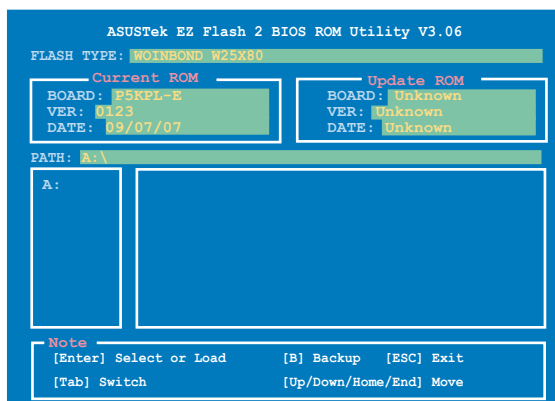 ASUSTek EZ Flash 2 BIOS ROM Utility V3.06
FLASH TYPE: WOINBOND W25X80
Current ROM
BOARD: P5KPL-E
VER: 0123
DATE: 09/07/07
Update ROM
BOARD: Unknown
VER: Unknown
DATE: Unknown
PATH: A:\
A:
Note
[Enter] Select or Load [B] Backup [ESC] Exit
[Tab] Switch [Up/Down/Home/End] Move